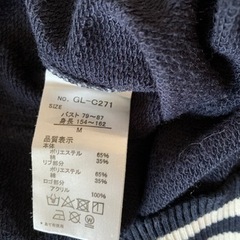 NO. GL-C271
SIZE
バスト 79~87
身長 154~162
M
品質表示
本体
ポリエステル 65%
綿 35%
リブ部分
ポリエステル 65%
綿 35%
ロゴ部分
アクリル 100%